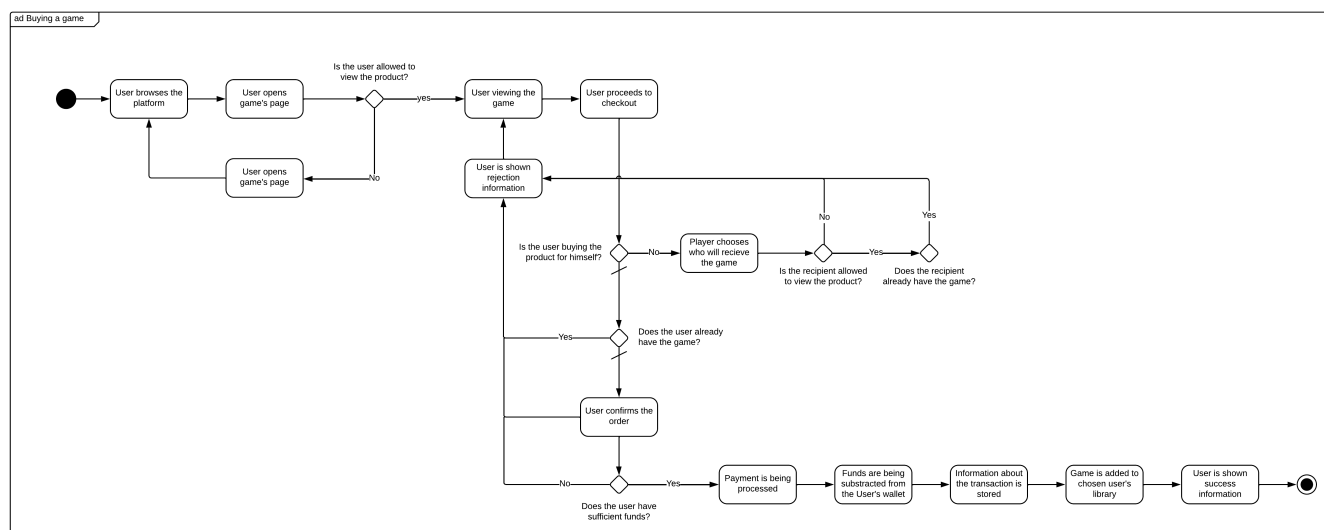 ad Buying a game
Is the user allowed to
view the product?
User browses the
platform
User opens
game's page
yes
User viewing the
game
User proceeds to
checkout
User opens
game's page
No
User is shown
rejection
information
No
Yes
Is the user buying the
product for himself?
No
Player chooses
who will recieve
the game
Yes
Is the recipient allowed
to view the product?
Does the recipient
already have the game?
Yes
Does the user already
have the game?
User confirms the
order
No
Yes
Does the user have
sufficient funds?
Payment is being
processed
Funds are being
substracted from
the User's wallet
Information about
the transaction is
stored
Game is added to
chosen user's
library
User is shown
success
information